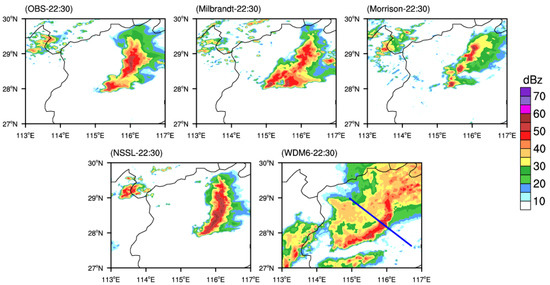 (OBS-22:30) (Milbrandt-22:30) (Morrison-22:30)
30°N 30°N 30°N
29°N 29°N 29°N
28°N 28°N 28°N
27°N 27°N 27°N
113°E 114°E 115°E 116°E 117°E 113°E 114°E 115°E 116°E 117°E 113°E 114°E 115°E 116°E 117°E
dBz
70
60
50
40
30
20
10
(NSSL-22:30) (WDM6-22:30)
30°N 30°N
29°N 29°N
28°N 28°N
27°N 27°N
113°E 114°E 115°E 116°E 117°E 113°E 114°E 115°E 116°E 117°E